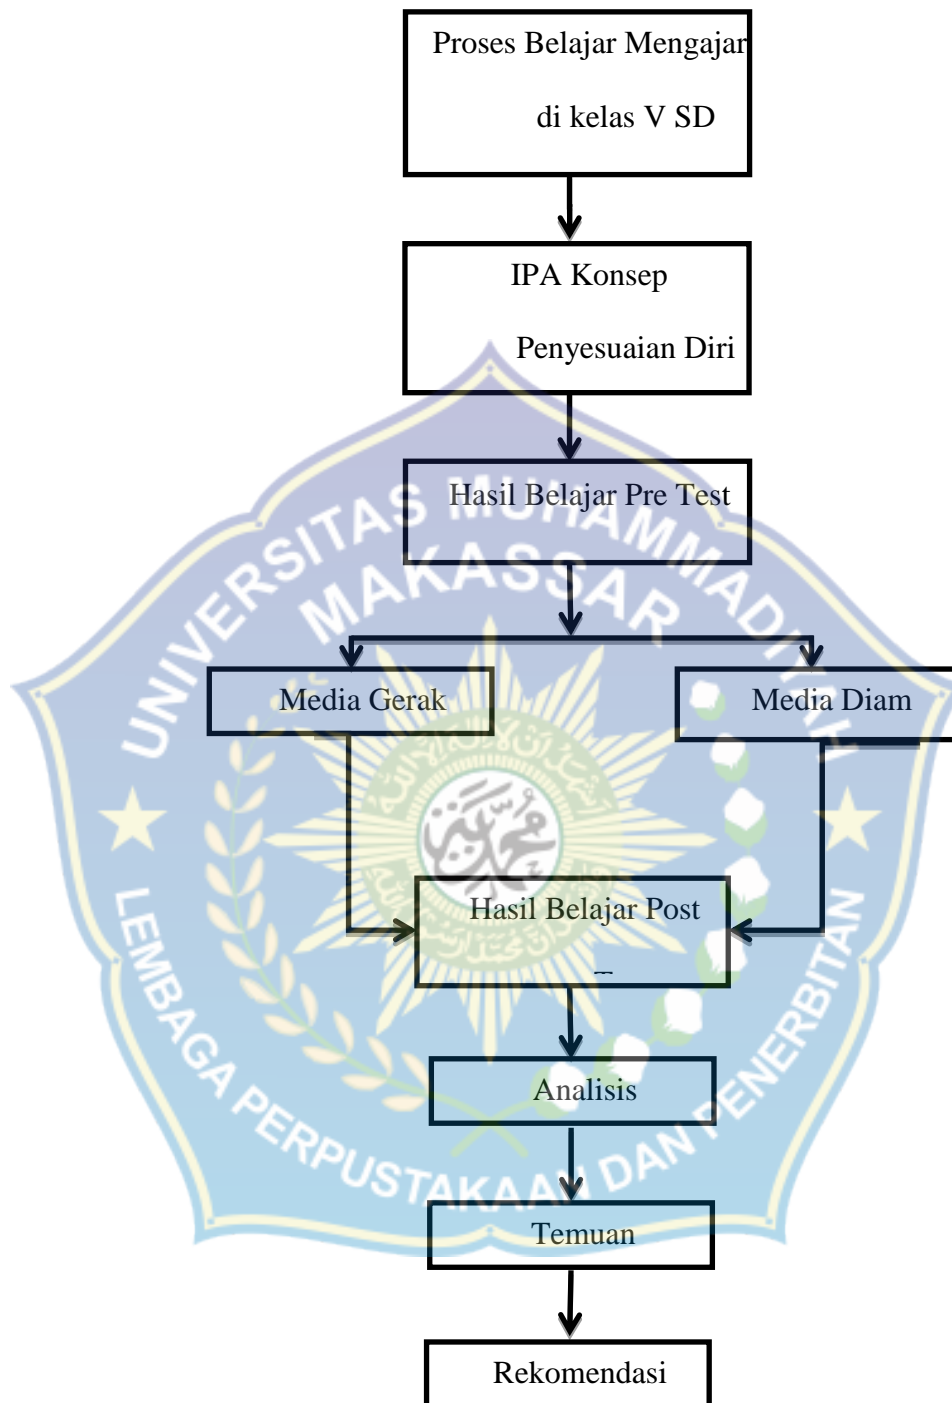 Proses Belajar Mengajar
di kelas V SD
IPA Konsep
Penyesuaian Diri
Hasil Belajar Pre Test
UNIVERSITAS MUHAMMADIYAH
MAKASSAR
Media Gerak
Media Diam
Hasil Belajar Post
Analisis
Temuan
Rekomendasi
LEMBAGA PERPUSTAKAAN DAN PENERBITAN